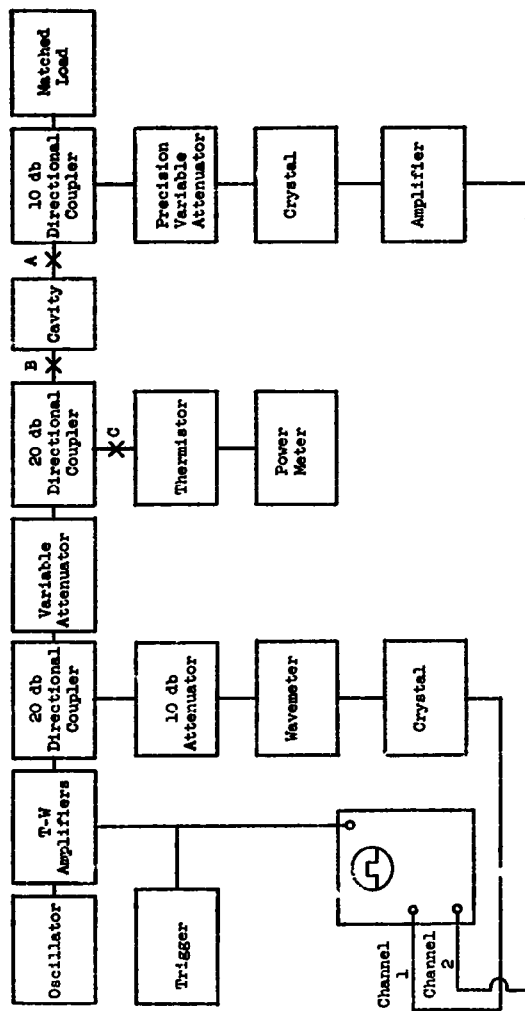 Oscillator
T-W
Amplifiers
20 db
Directional
Coupler
Variable
Attenuator
20 db
Directional
Coupler
B
Cavity
A
10 db
Directional
Coupler
Matched
Load
C
Trigger
10 db
Attenuator
Thermistor
Precision
Variable
Attenuator
Wavemeter
Power
Meter
Crystal
Crystal
Amplifier
Channel
1
Channel
2